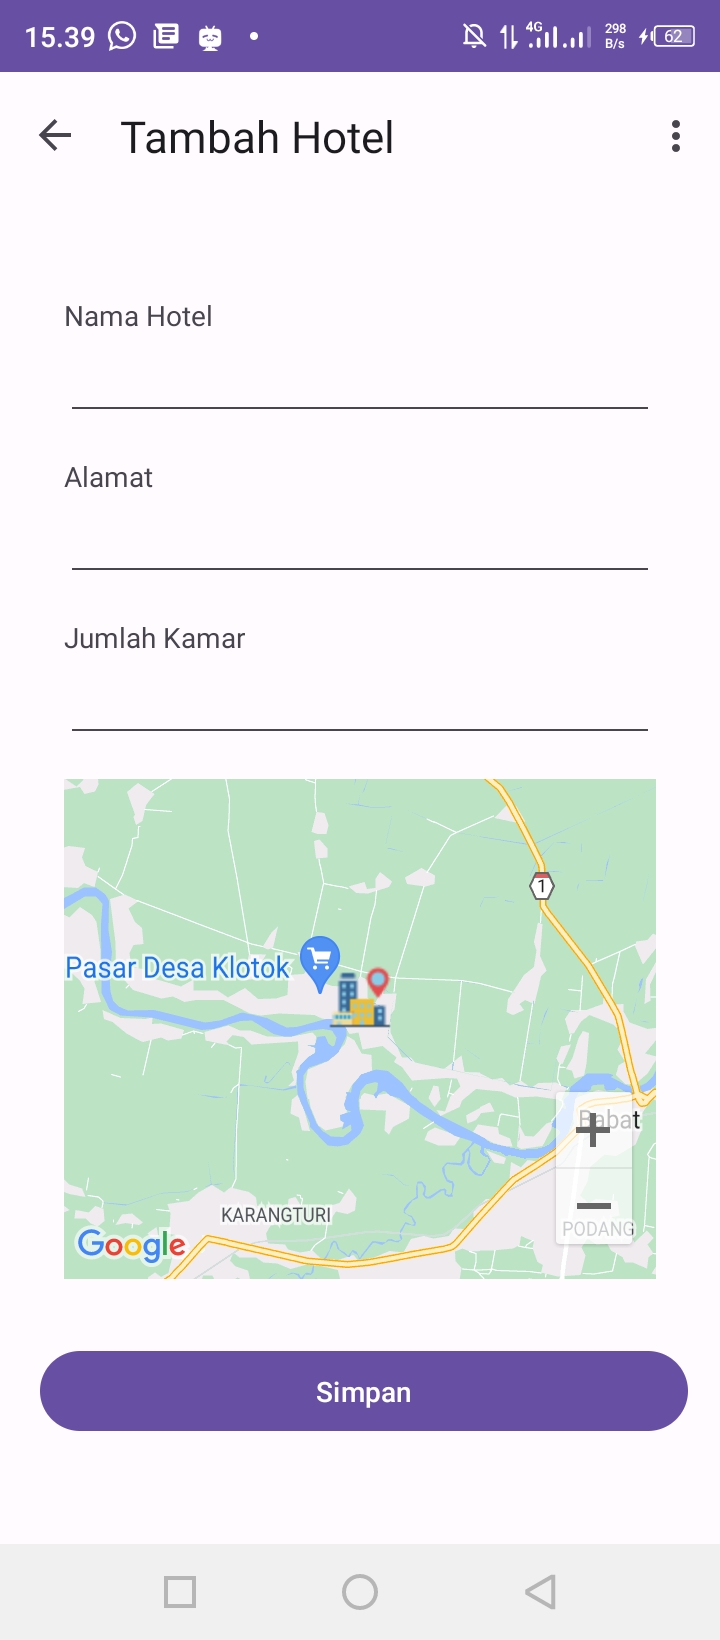 15.39
4G
298
B/s
62
Tambah Hotel
Nama Hotel
Alamat
Jumlah Kamar
1
Pasar Desa Klotok
Babat
KARANGTURI
PODANG
Google
Simpan